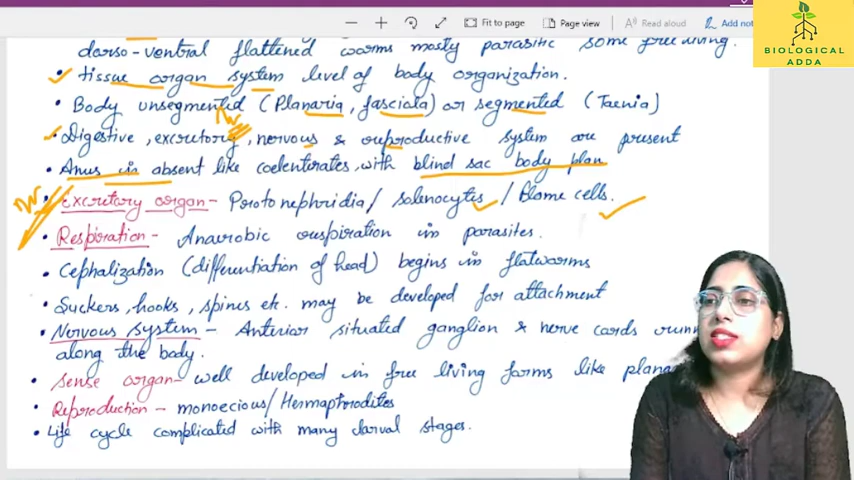 Fit to page
Page view
Read aloud
Add no
BIOLOGICAL
ADDA
dorso-ventral flattened worms mostly parasitic some free living.
• tissue organ system level of body organization.
• Body unsegmented (Planaria, fasciola) or segmented (Taenia)
• Digestive, excretory, nervous & reproductive system are present
• Anus is absent like coelenterates, with blind sac body plan
• Excretory organ- Proto nephridia/ Solenocytes / flame cells.
• Respiration - Anaerobic respiration in parasites.
• Cephalization (differentiation of head) begins in flatworms
• Suckers, hooks, spines etc. may be developed for attachment
• Nervous system - Anterior situated ganglion & nerve cords runn
along the body.
• Sense organ- well developed in free living forms like plana
• Reproduction - monoecious/ Hermaphrodites
• Life cycle complicated with many larval stages.